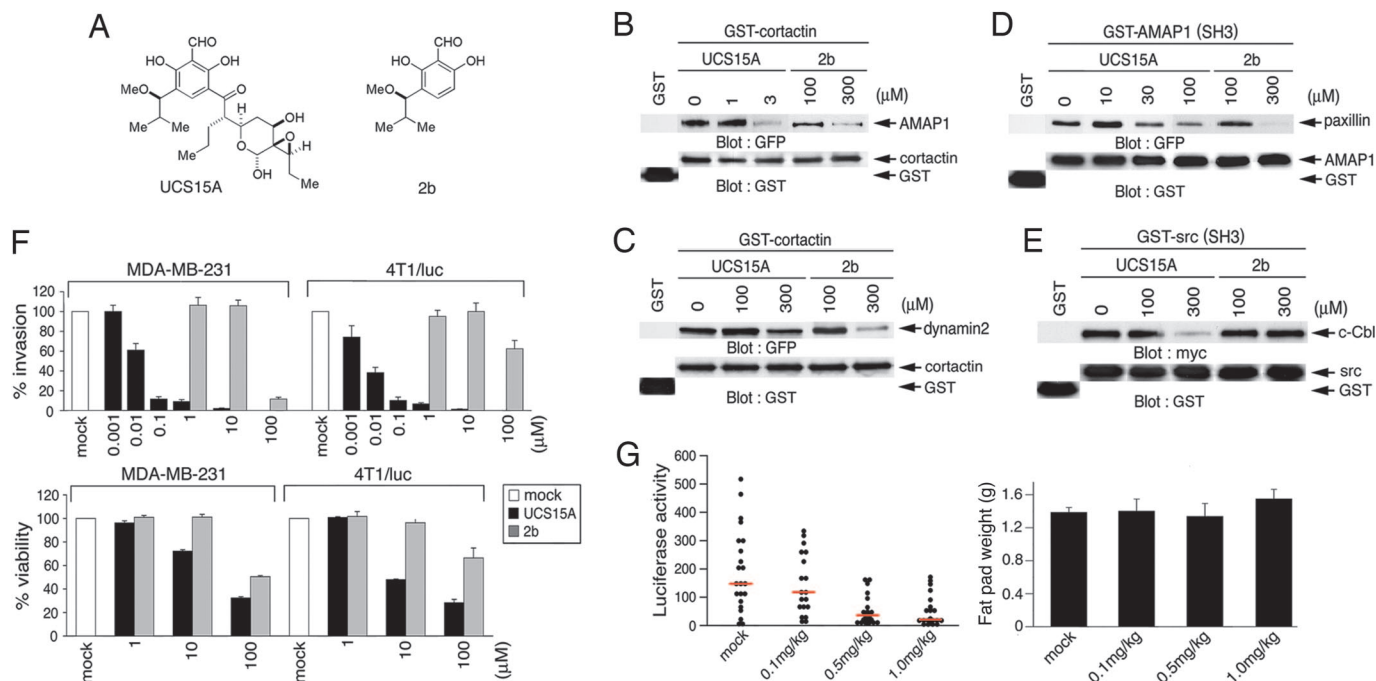 A
CHO
HO
OH
MeO
O
Me
Me
H
OH
O
H
O
H
OH
Me
Me
UCS15A
CHO
HO
OH
MeO
Me
Me
2b
B
GST-cortactin
GST
UCS15A
2b
0
1
3
100
300
(μM)
AMAP1
Blot : GFP
cortactin
GST
Blot : GST
D
GST-AMAP1 (SH3)
GST
UCS15A
2b
0
10
30
100
100
300
(μM)
paxillin
Blot : GFP
AMAP1
GST
Blot : GST
C
GST-cortactin
GST
UCS15A
2b
0
100
300
100
300
(μM)
dynamin2
Blot : GFP
cortactin
GST
Blot : GST
E
GST-src (SH3)
GST
UCS15A
2b
0
100
300
100
300
(μM)
c-Cbl
Blot : myc
src
GST
Blot : GST
F
MDA-MB-231
4T1/luc
% invasion
120
100
80
60
40
20
0
mock
0.001
0.01
0.1
1
10
100
mock
0.001
0.01
0.1
1
10
100
(μM)
MDA-MB-231
4T1/luc
% viability
120
100
80
60
40
20
0
mock
1
10
100
mock
1
10
100
(μM)
mock
UCS15A
2b
G
Luciferase activity
600
500
400
300
200
100
0
mock
0.1mg/kg
0.5mg/kg
1.0mg/kg
Fat pad weight (g)
1.6
1.2
0.8
0.4
0
mock
0.1mg/kg
0.5mg/kg
1.0mg/kg